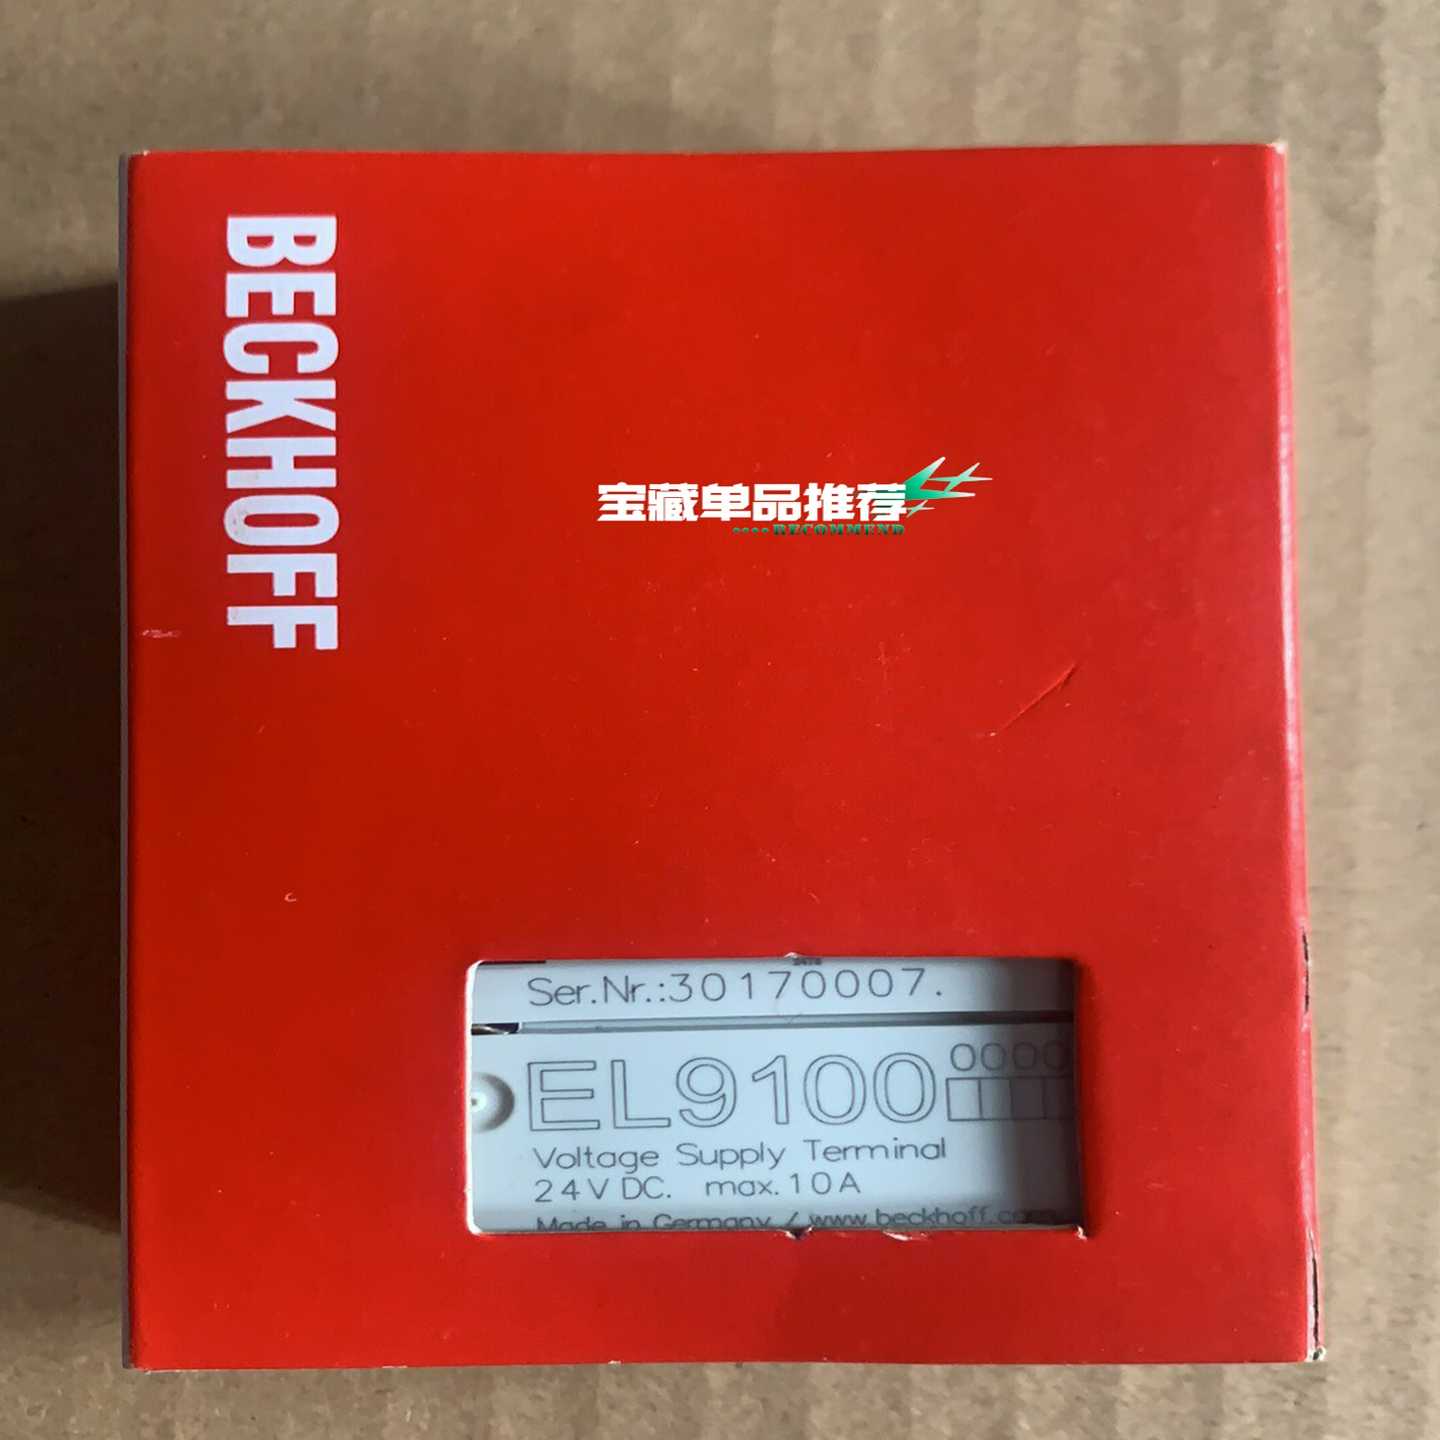 BECKHOFF
宝藏单品推荐
RECOMMEND
Ser.Nr.:30170007.
EL9100 0000
Voltage Supply Terminal
24V DC. max.10A
Made in Germany / www.beckhoff.com